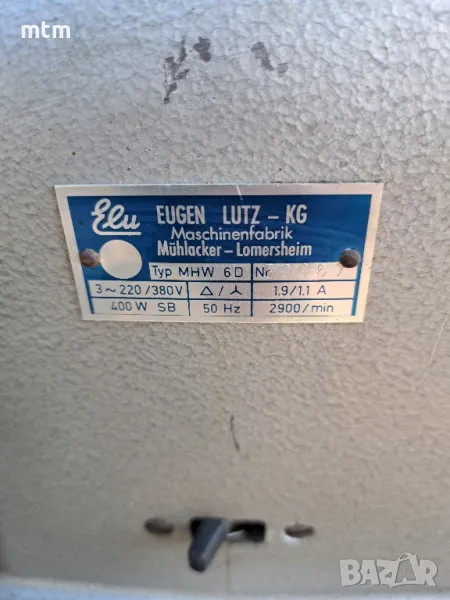 mtm
Elu EUGEN LUTZ - KG
Maschinenfabrik
Mühlacker - Lomersheim
Typ MHW 6D Nr.
3~220/380V △/⅄ 1.9/1.1 A
400 W SB 50 Hz 2900/min
BAZAR